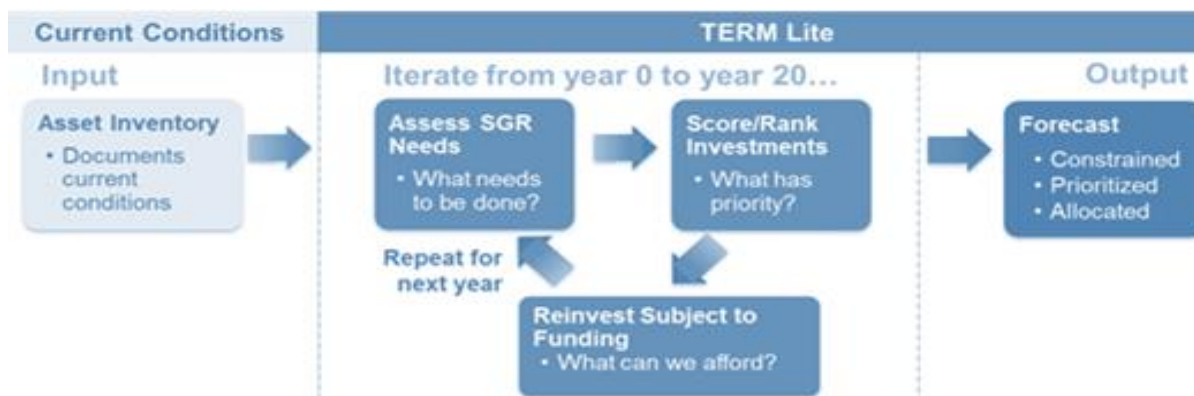 Current Conditions
TERM Lite
Input
Iterate from year 0 to year 20...
Output
Asset Inventory
• Documents
current
conditions
Assess SGR
Needs
• What needs
to be done?
Score/Rank
Investments
• What has
priority?
Forecast
• Constrained
• Prioritized
• Allocated
Repeat for
next year
Reinvest Subject to
Funding
• What can we afford?